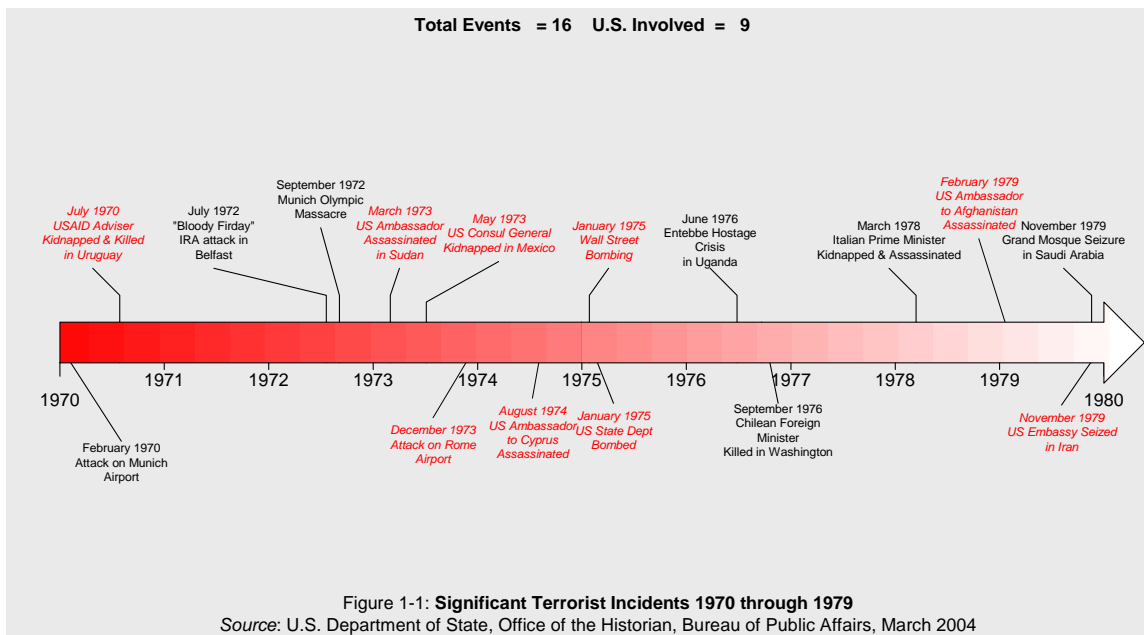 Total Events = 16 U.S. Involved = 9
July 1970
USAID Adviser
Kidnapped & Killed
in Uruguay
July 1972
"Bloody Firday"
IRA attack in
Belfast
September 1972
Munich Olympic
Massacre
March 1973
US Ambassador
Assassinated
in Sudan
May 1973
US Consul General
Kidnapped in Mexico
January 1975
Wall Street
Bombing
June 1976
Entebbe Hostage
Crisis
in Uganda
March 1978
Italian Prime Minister
Kidnapped & Assassinated
February 1979
US Ambassador
to Afghanistan
Assassinated
November 1979
Grand Mosque Seizure
in Saudi Arabia
1970
1971
1972
1973
1974
1975
1976
1977
1978
1979
1980
February 1970
Attack on Munich
Airport
December 1973
Attack on Rome
Airport
August 1974
US Ambassador
to Cyprus
Assassinated
January 1975
US State Dept
Bombed
September 1976
Chilean Foreign
Minister
Killed in Washington
November 1979
US Embassy Seized
in Iran
Figure 1-1: Significant Terrorist Incidents 1970 through 1979
Source: U.S. Department of State, Office of the Historian, Bureau of Public Affairs, March 2004